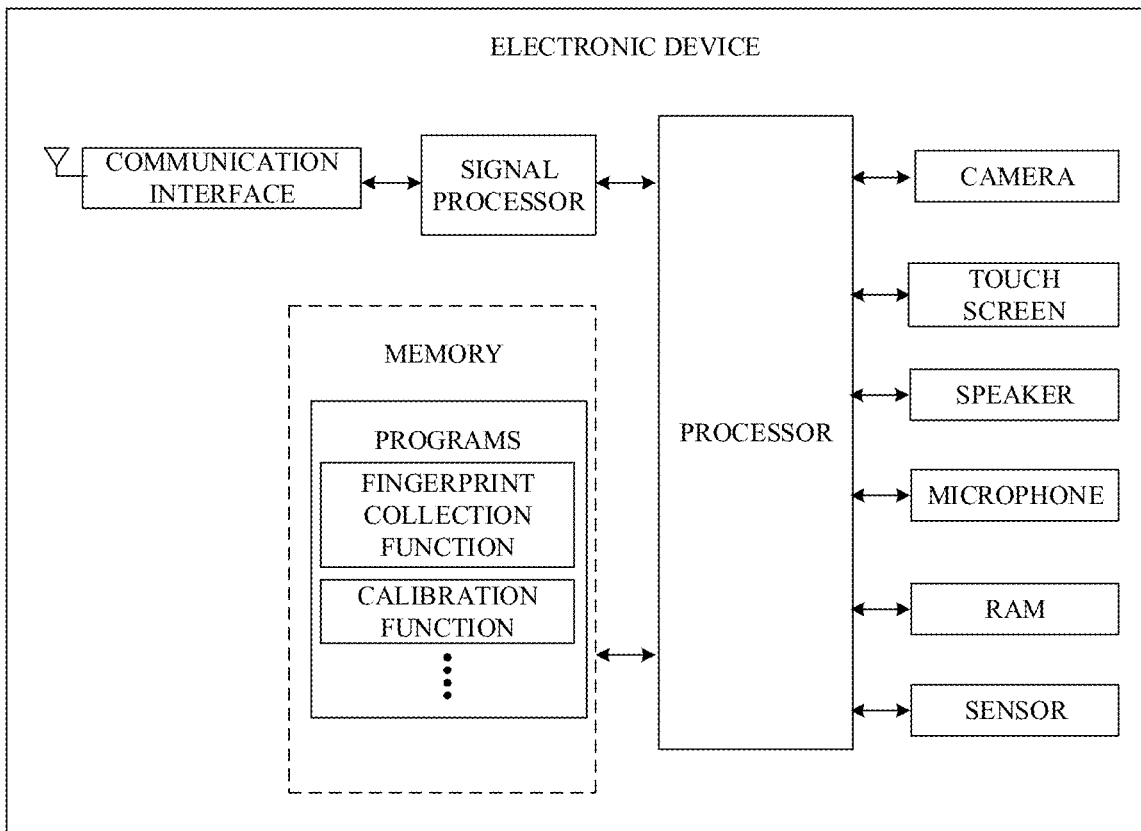 ELECTRONIC DEVICE
COMMUNICATION
INTERFACE
SIGNAL
PROCESSOR
MEMORY
PROGRAMS
FINGERPRINT
COLLECTION
FUNCTION
CALIBRATION
FUNCTION
PROCESSOR
CAMERA
TOUCH
SCREEN
SPEAKER
MICROPHONE
RAM
SENSOR